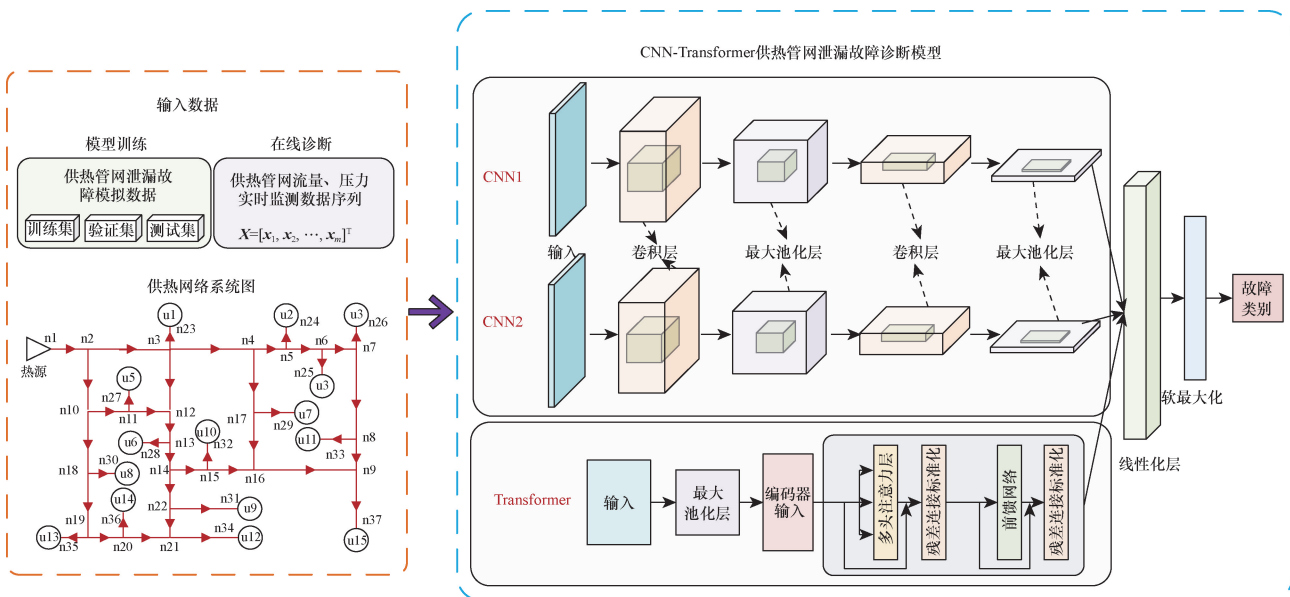 输入数据
模型训练
在线诊断
供热管网泄漏故
障模拟数据
训练集
验证集
测试集
供热管网流量、压力
实时监测数据序列
X=[x₁, x₂, …, xₘ]ᵀ
供热网络系统图
u1
u2
u3
n23
n24
n26
n1
n2
n3
n4
n5
n6
n7
热源
n25
u3
u5
n27
n10
n11
n12
n17
n29
u7
u10
u6
n28
n13
n32
u11
n33
n8
n18
n30
u8
n14
n15
n16
n9
u14
n36
n31
n22
u9
n19
n34
n37
u13
n35
n20
n21
u12
u15
CNN-Transformer供热管网泄漏故障诊断模型
CNN1
输入
卷积层
最大池化层
卷积层
最大池化层
CNN2
Transformer
输入
最大
池化层
编码器
输入
多头注意力层
残差连接标准化
前馈网络
残差连接标准化
线性化层
软最大化
故障
类别